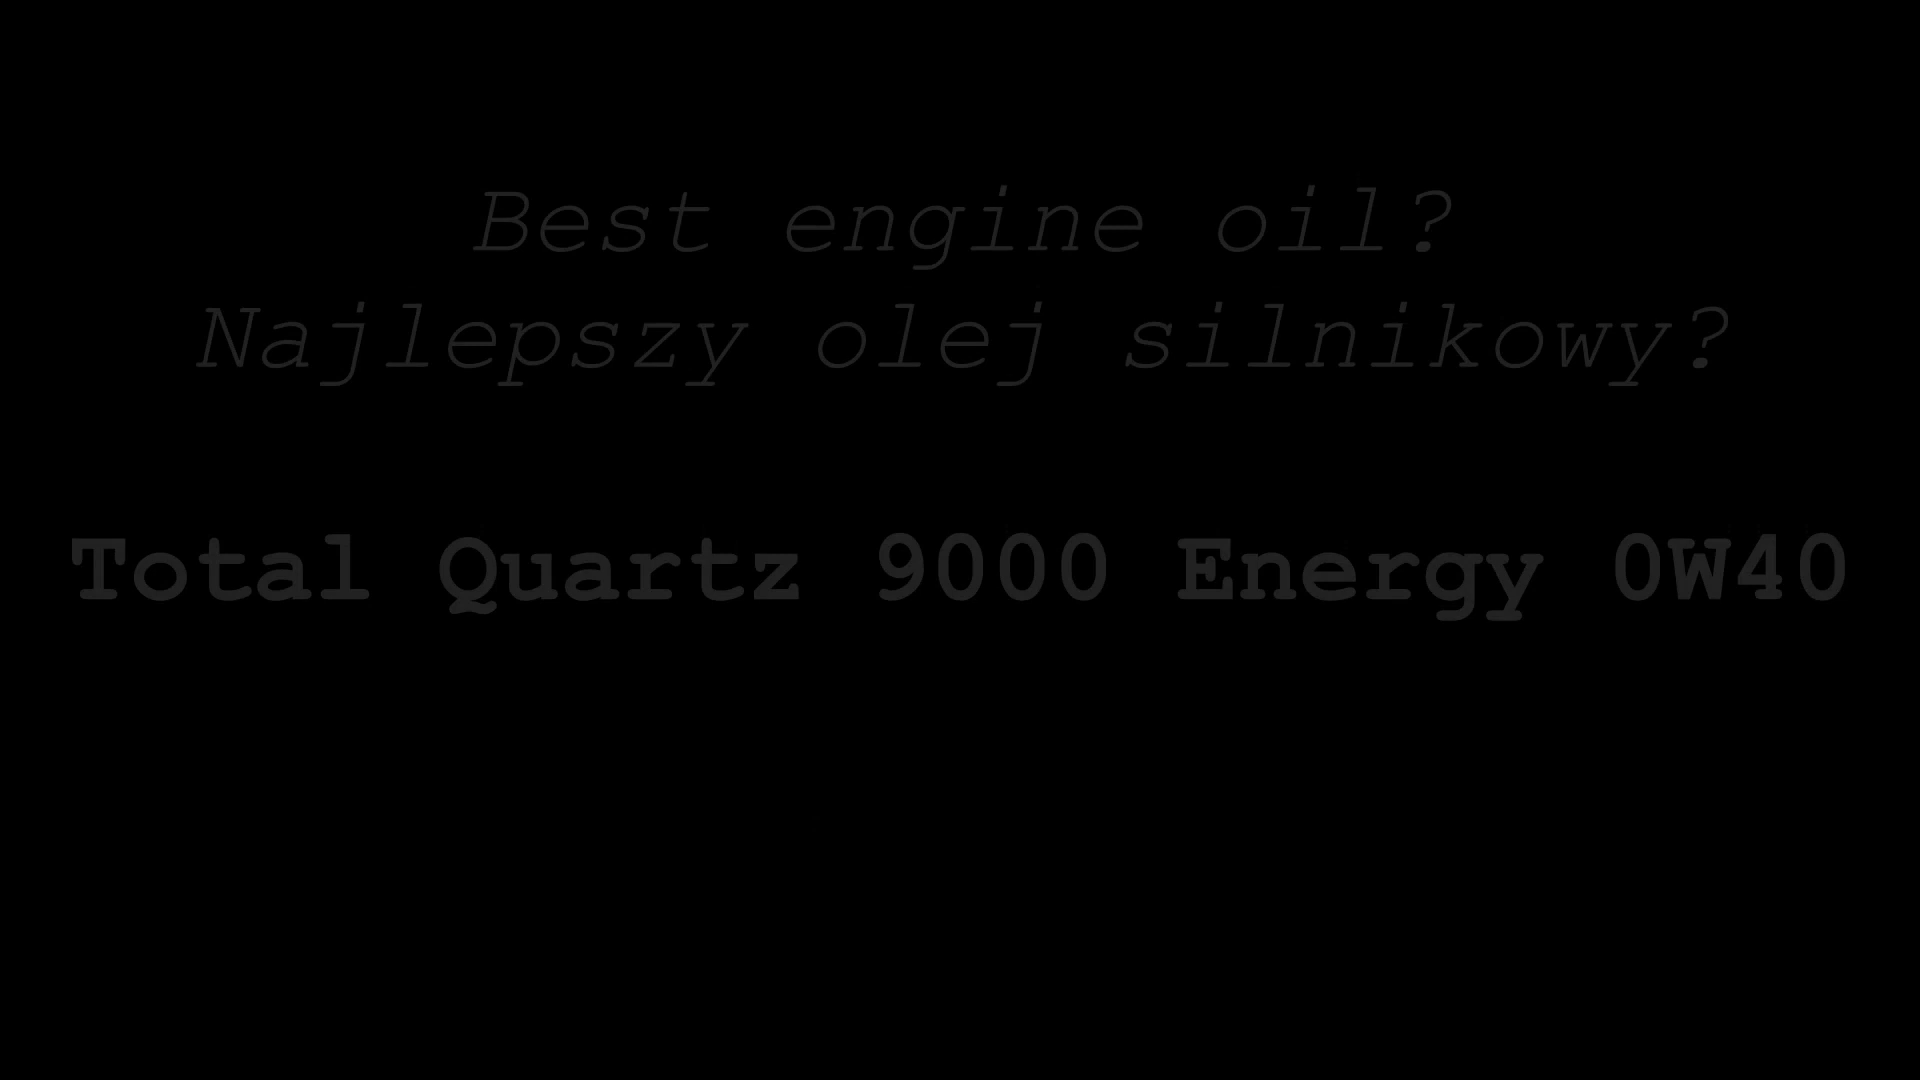 Best engine oil?
Najlepszy olej silnikowy?
Total Quartz 9000 Energy 0W40